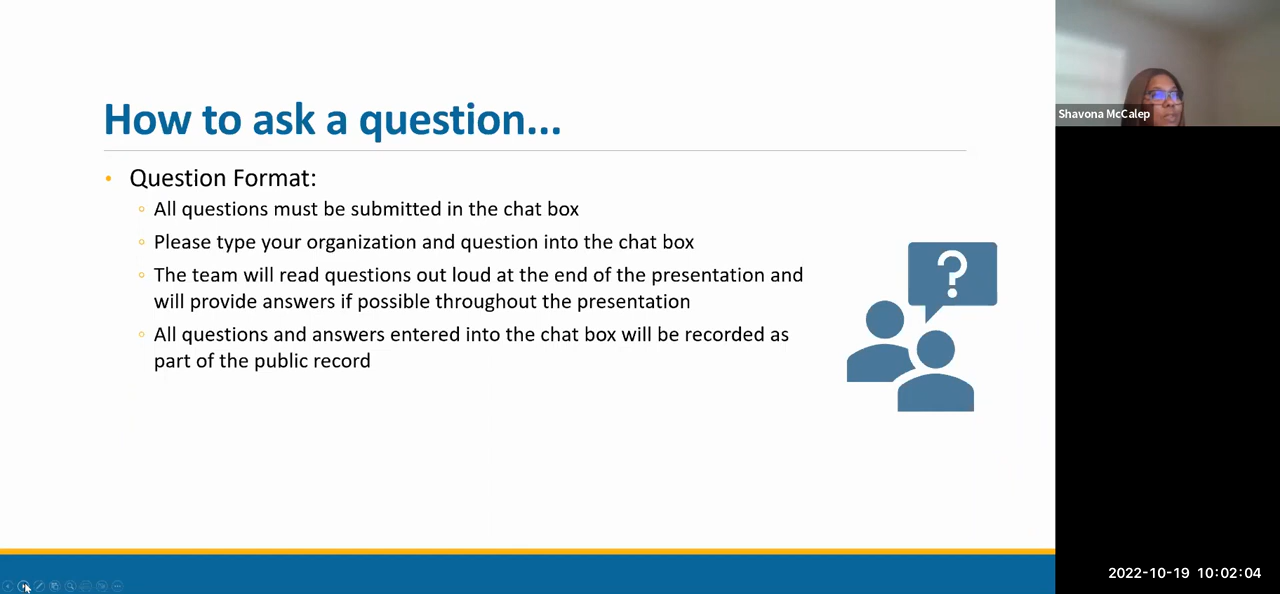 How to ask a question...
• Question Format:
◦ All questions must be submitted in the chat box
◦ Please type your organization and question into the chat box
◦ The team will read questions out loud at the end of the presentation and
will provide answers if possible throughout the presentation
◦ All questions and answers entered into the chat box will be recorded as
part of the public record
?
Shavona McCalep
2022-10-19 10:02:04